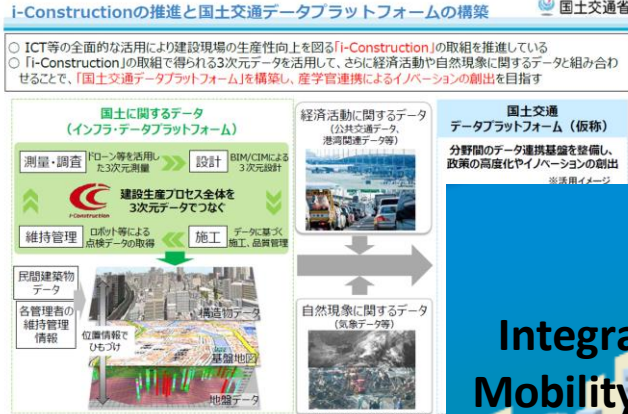 i-Constructionの推進と国土交通データプラットフォームの構築
国土交通省
○ ICT等の全面的な活用により建設現場の生産性向上を図る「i-Construction」の取組を推進している
○ 「i-Construction」の取組で得られる3次元データを活用して、さらに経済活動や自然現象に関するデータと組み合わ
せることで、「国土交通データプラットフォーム」を構築し、産学官連携によるイノベーションの創出を目指す
国土に関するデータ
(インフラ・データプラットフォーム)
測量・調査
ドローン等を活用し
た3次元測量
設計
BIM/CIMによる
3次元設計
i-Construction
建設生産プロセス全体を
3次元データでつなぐ
維持管理
ロボット等による
点検データの取得
施工
データに基づく
施工、品質管理
民間建築物
データ
各管理者の
維持管理
情報
位置情報で
ひもづけ
構造物データ
基盤地図
地盤データ
経済活動に関するデータ
(公共交通データ、
港湾関連データ等)
自然現象に関するデータ
(気象データ等)
国土交通
データプラットフォーム(仮称)
分野間のデータ連携基盤を整備し、
政策の高度化やイノベーションの創出
※活用イメージ
Integra
Mobility